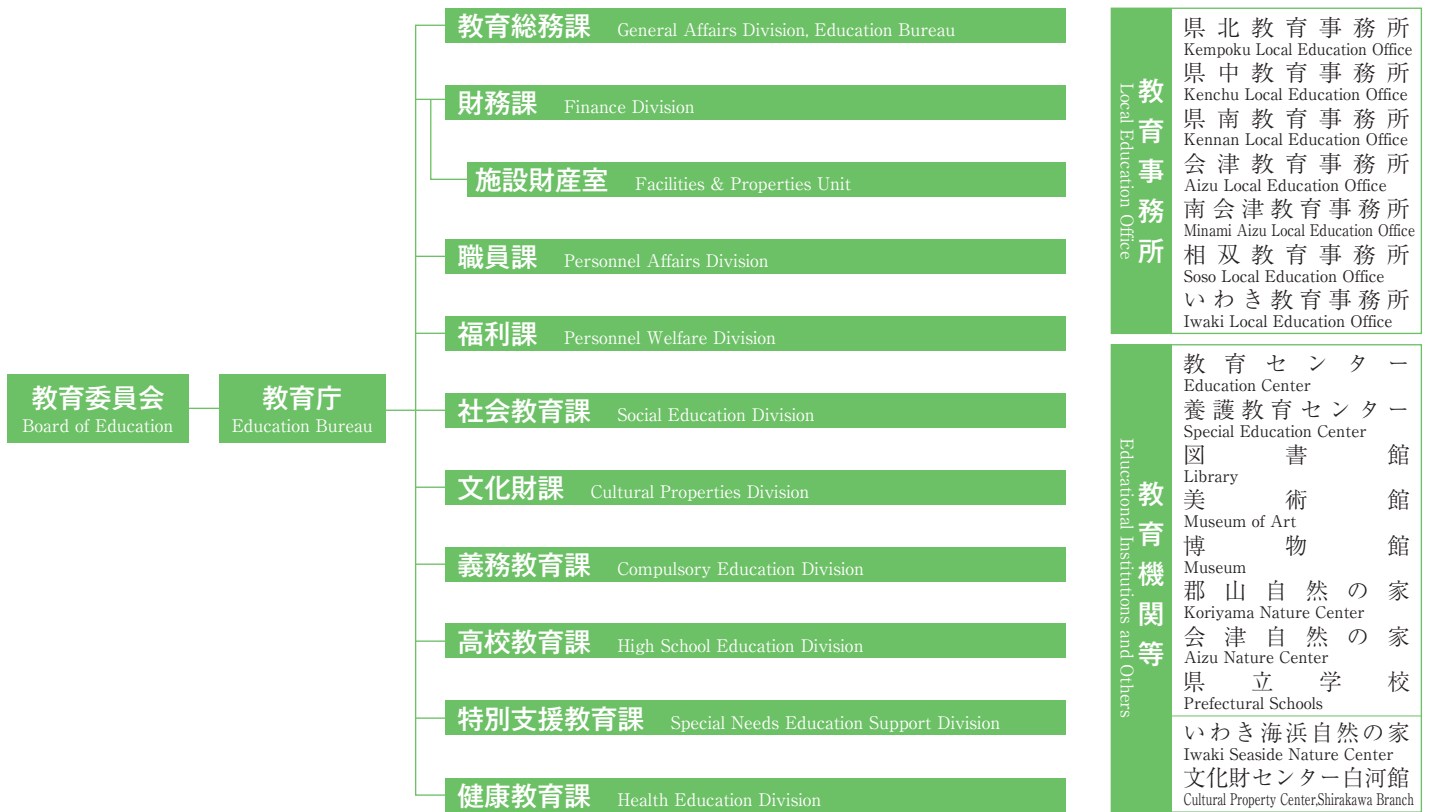 教育委員会
Board of Education
教育庁
Education Bureau
教育総務課 General Affairs Division, Education Bureau
財務課 Finance Division
施設財産室 Facilities & Properties Unit
職員課 Personnel Affairs Division
福利課 Personnel Welfare Division
社会教育課 Social Education Division
文化財課 Cultural Properties Division
義務教育課 Compulsory Education Division
高校教育課 High School Education Division
特別支援教育課 Special Needs Education Support Division
健康教育課 Health Education Division
教育事務所
Local Education Office
県北教育事務所
Kempoku Local Education Office
県中教育事務所
Kenchu Local Education Office
県南教育事務所
Kennan Local Education Office
会津教育事務所
Aizu Local Education Office
南会津教育事務所
Minami Aizu Local Education Office
相双教育事務所
Soso Local Education Office
いわき教育事務所
Iwaki Local Education Office
教育機関等
Educational Institutions and Others
教育センター
Education Center
養護教育センター
Special Education Center
図書館
Library
美術館
Museum of Art
博物館
Museum
郡山自然の家
Koriyama Nature Center
会津自然の家
Aizu Nature Center
県立学校
Prefectural Schools
いわき海浜自然の家
Iwaki Seaside Nature Center
文化財センター白河館
Cultural Property Center,Shirakawa Branch